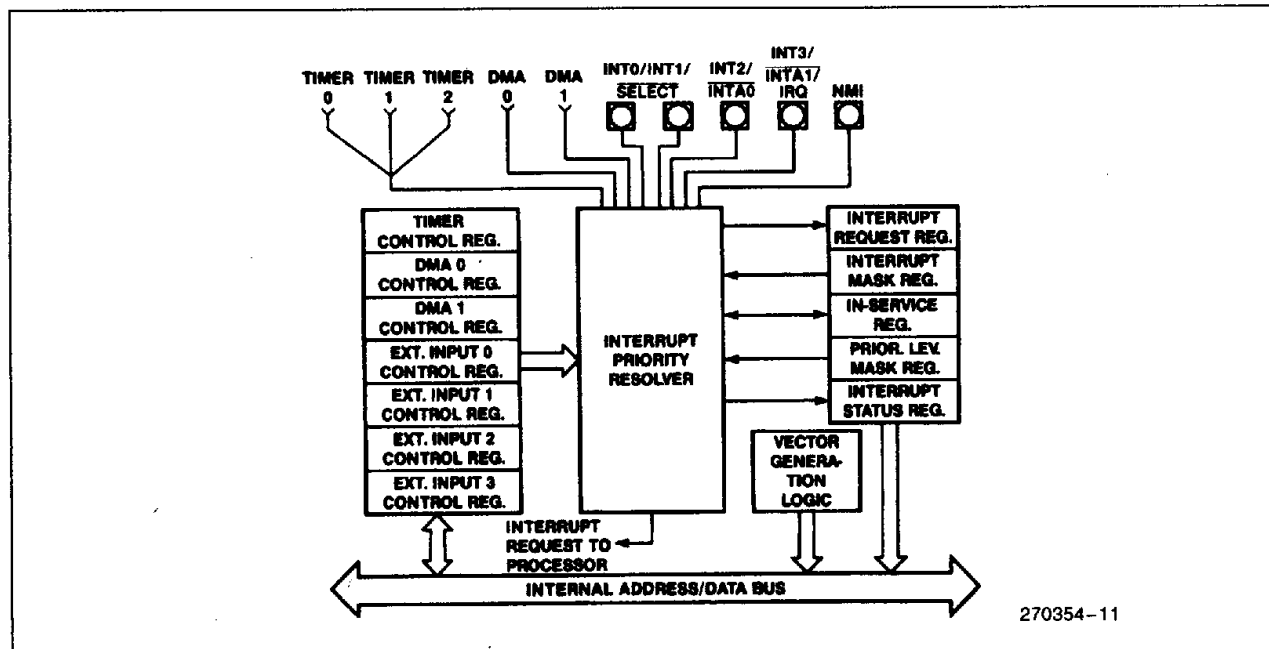 TIMER TIMER TIMER DMA DMA INT0/INT1/ INT2/ INT3/
0 1 2 0 1 SELECT INTA0 INTA1/
IRQ NMI
TIMER
CONTROL REG.
DMA 0
CONTROL REG.
DMA 1
CONTROL REG.
EXT. INPUT 0
CONTROL REG.
EXT. INPUT 1
CONTROL REG.
EXT. INPUT 2
CONTROL REG.
EXT. INPUT 3
CONTROL REG.
INTERRUPT
PRIORITY
RESOLVER
INTERRUPT
REQUEST REG.
INTERRUPT
MASK REG.
IN-SERVICE
REG.
PRIOR. LEV.
MASK REG.
INTERRUPT
STATUS REG.
VECTOR
GENERA-
TION
LOGIC
INTERRUPT
REQUEST TO
PROCESSOR
INTERNAL ADDRESS/DATA BUS
270354-11